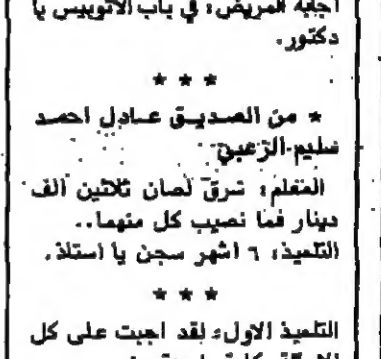 اجابه المريض: في باب الاتوبيس يا
دكتور.
* * *
* من الصديق عادل احمد
سليم الزعبي
المعلم: سرق لصان ثلاثين الف
دينار فما نصيب كل منهما..
التلميذ: ٦ اشهر سجن يا استاذ.
* * *
التلميذ الاول: لقد اجبت على كل